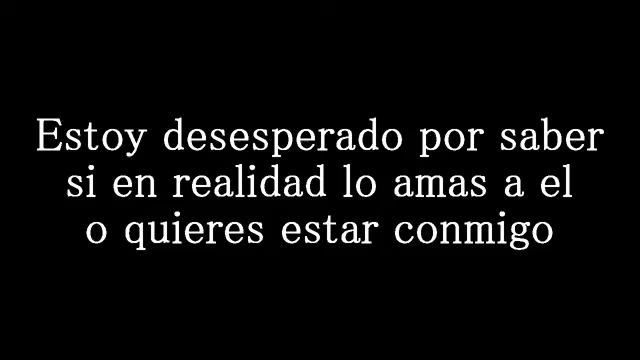 Estoy desesperado por saber
si en realidad lo amas a el
o quieres estar conmigo